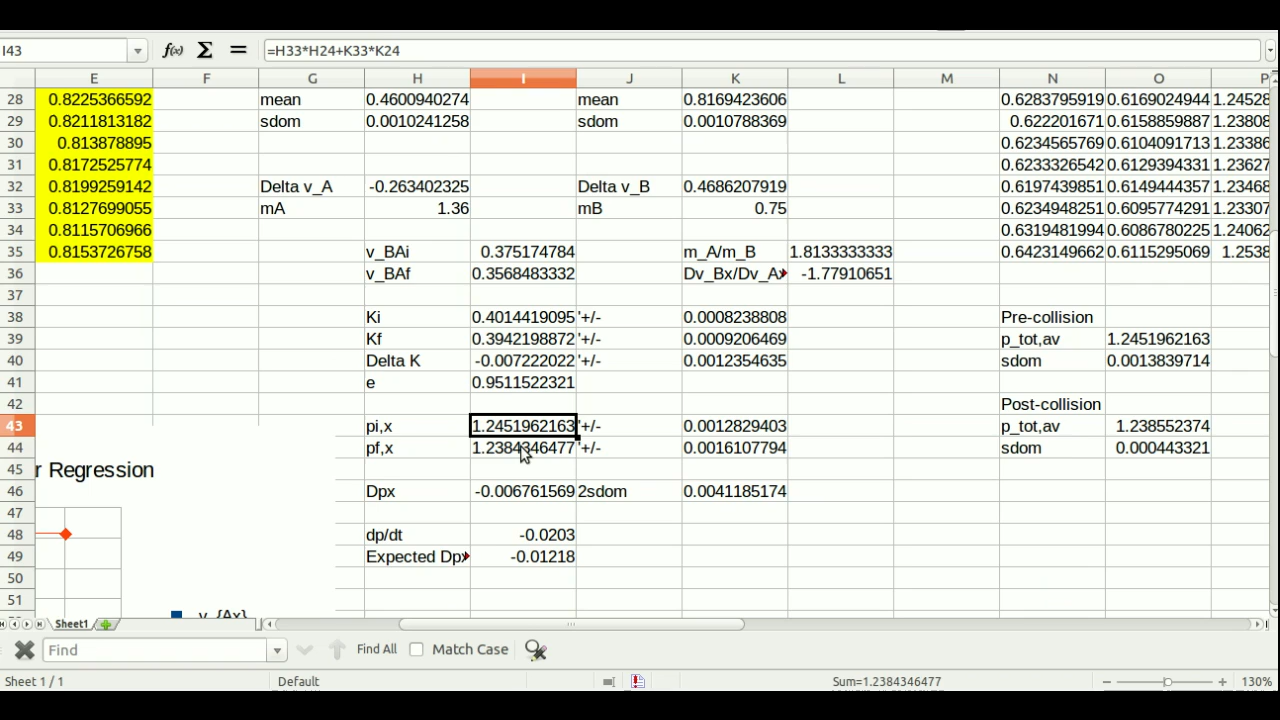 I43 =H33*H24+K33*K24
E F G H I J K L M N O P
28 0.8225366592 mean 0.4600940274 mean 0.8169423606 0.6283795919 0.6169024944 1.24528
29 0.8211813182 sdom 0.0010241258 sdom 0.0010788369 0.622201671 0.6158859887 1.23808
30 0.813878895 0.6234565769 0.6104091713 1.23386
31 0.8172525774 0.6233326542 0.6129394331 1.23627
32 0.8199259142 Delta v_A -0.263402325 Delta v_B 0.4686207919 0.6197439851 0.6149444357 1.23468
33 0.8127699055 mA 1.36 mB 0.75 0.6234948251 0.6095774291 1.23307
34 0.8115706966 0.6319481994 0.6086780225 1.24062
35 0.8153726758 v_BAi 0.375174784 m_A/m_B 1.8133333333 0.6423149662 0.6115295069 1.2538
36 v_BAf 0.3568483332 Dv_Bx/Dv_Ax -1.77910651
37
38 Ki 0.4014419095 '+/- 0.0008238808 Pre-collision
39 Kf 0.3942198872 '+/- 0.0009206469 p_tot,av 1.2451962163
40 Delta K -0.007222022 '+/- 0.0012354635 sdom 0.0013839714
41 e 0.9511522321
42 Post-collision
43 pi,x 1.2451962163 '+/- 0.0012829403 p_tot,av 1.238552374
44 pf,x 1.2384346477 '+/- 0.0016107794 sdom 0.000443321
45 r Regression
46 Dpx -0.006761569 2sdom 0.0041185174
47
48 dp/dt -0.0203
49 Expected Dpx -0.01218
50
51
v_{Ax}
Sheet1
Find Find All Match Case
Sheet 1 / 1 Default Sum=1.2384346477 130%